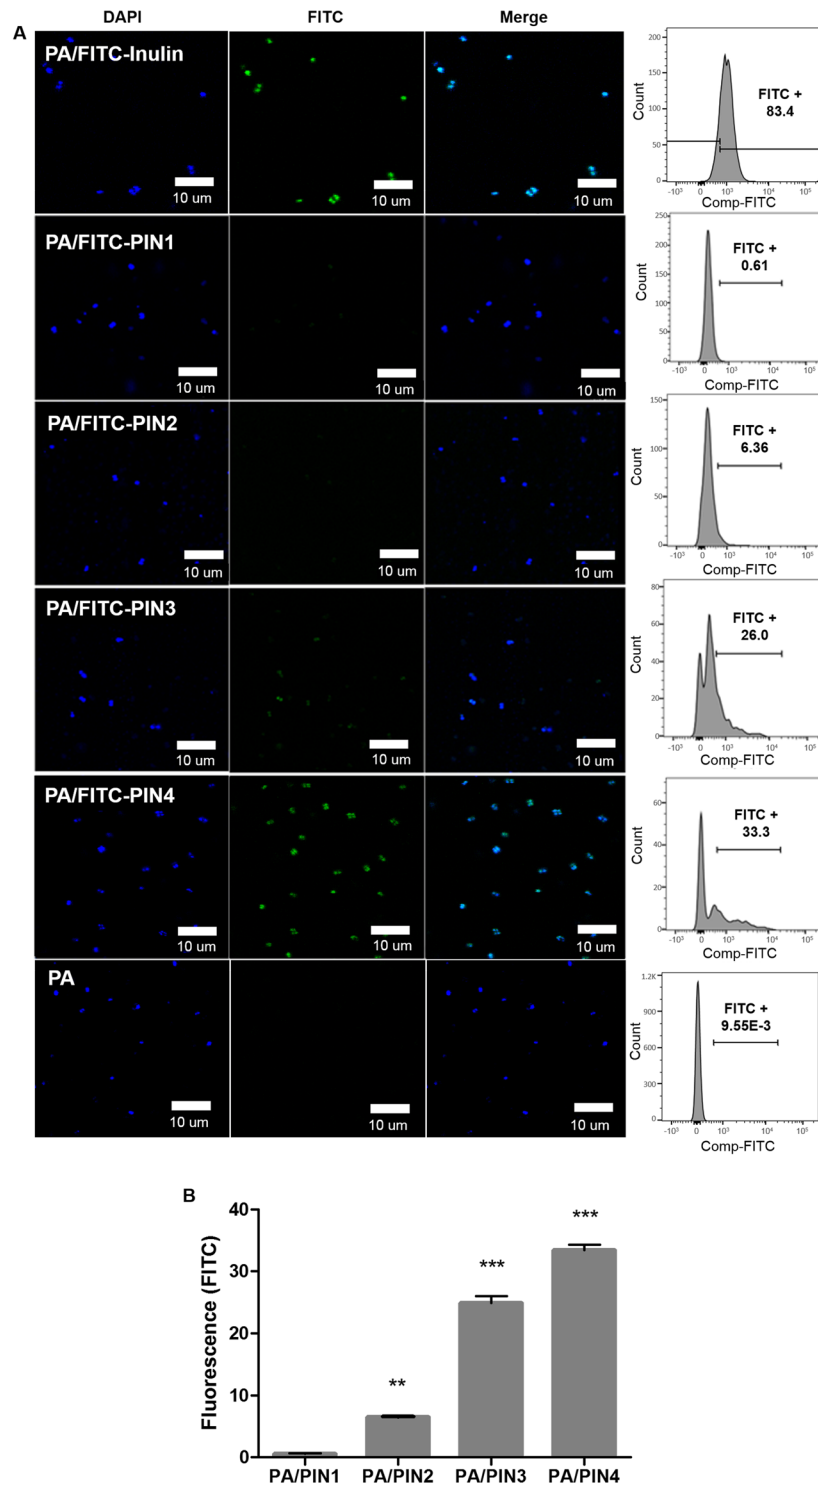 DAPI FITC Merge
A
PA/FITC-Inulin
10 um 10 um 10 um
Count
200
150
100
50
0
FITC +
83.4
-10³ 0 10³ 10⁴ 10⁵
Comp-FITC
PA/FITC-PIN1
10 um 10 um 10 um
Count
250
200
150
100
50
0
FITC +
0.61
-10³ 0 10³ 10⁴ 10⁵
Comp-FITC
PA/FITC-PIN2
10 um 10 um 10 um
Count
150
100
50
0
FITC +
6.36
-10³ 0 10³ 10⁴ 10⁵
Comp-FITC
PA/FITC-PIN3
10 um 10 um 10 um
Count
80
60
40
20
0
FITC +
26.0
-10³ 0 10³ 10⁴ 10⁵
Comp-FITC
PA/FITC-PIN4
10 um 10 um 10 um
Count
60
40
20
0
FITC +
33.3
-10³ 0 10³ 10⁴ 10⁵
Comp-FITC
PA
10 um 10 um 10 um
Count
1.2K
900
600
300
0
FITC +
9.55E-3
-10³ 0 10³ 10⁴ 10⁵
Comp-FITC
B
Fluorescence (FITC)
40
30
20
10
0
**
***
***
PA/PIN1 PA/PIN2 PA/PIN3 PA/PIN4